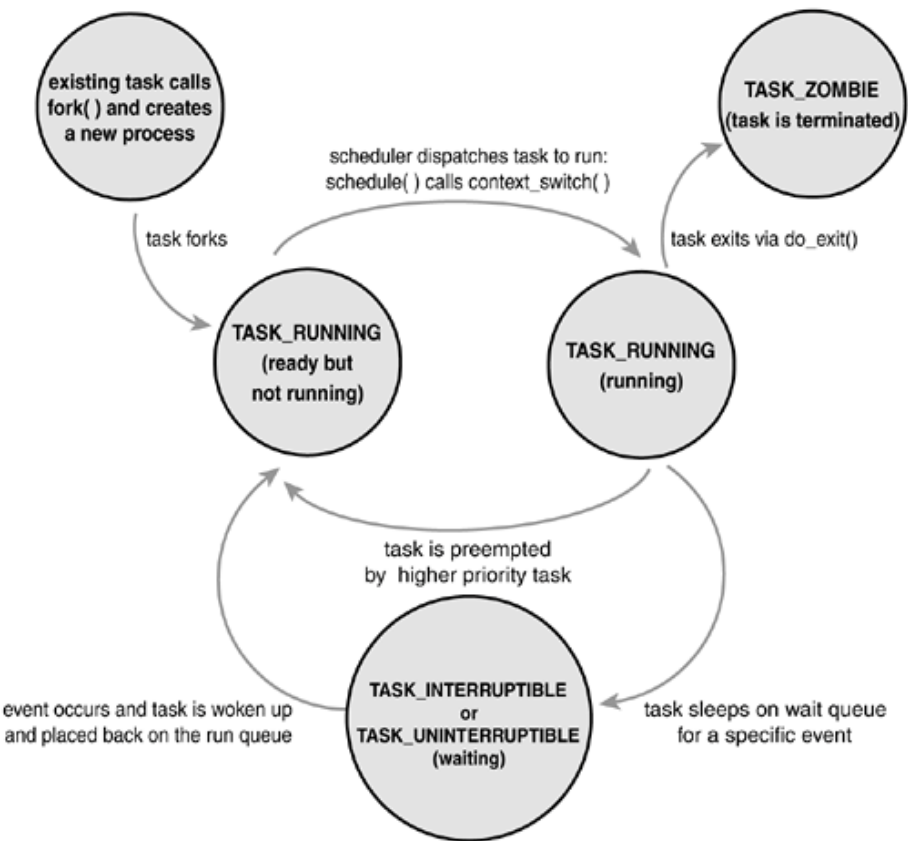 existing task calls
fork( ) and creates
a new process
TASK_ZOMBIE
(task is terminated)
scheduler dispatches task to run:
schedule( ) calls context_switch( )
task forks
task exits via do_exit()
TASK_RUNNING
(ready but
not running)
TASK_RUNNING
(running)
task is preempted
by higher priority task
event occurs and task is woken up
and placed back on the run queue
TASK_INTERRUPTIBLE
or
TASK_UNINTERRUPTIBLE
(waiting)
task sleeps on wait queue
for a specific event